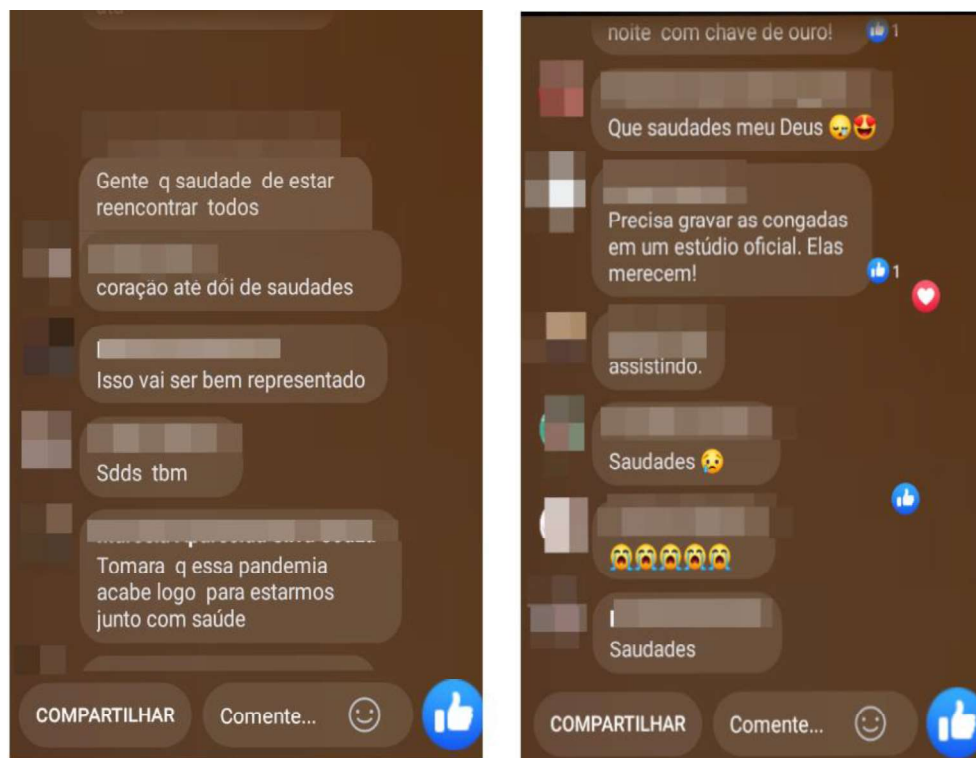 Gente q saudade de estar
reencontrar todos
coração até dói de saudades
Isso vai ser bem representado
Sdds tbm
Tomara q essa pandemia
acabe logo para estarmos
junto com saúde
COMPARTILHAR
Comente...
noite com chave de ouro!
1
Que saudades meu Deus 😪😍
Precisa gravar as congadas
em um estúdio oficial. Elas
merecem!
1
assistindo.
Saudades 😢
😭😭😭😭😭
Saudades
COMPARTILHAR
Comente...